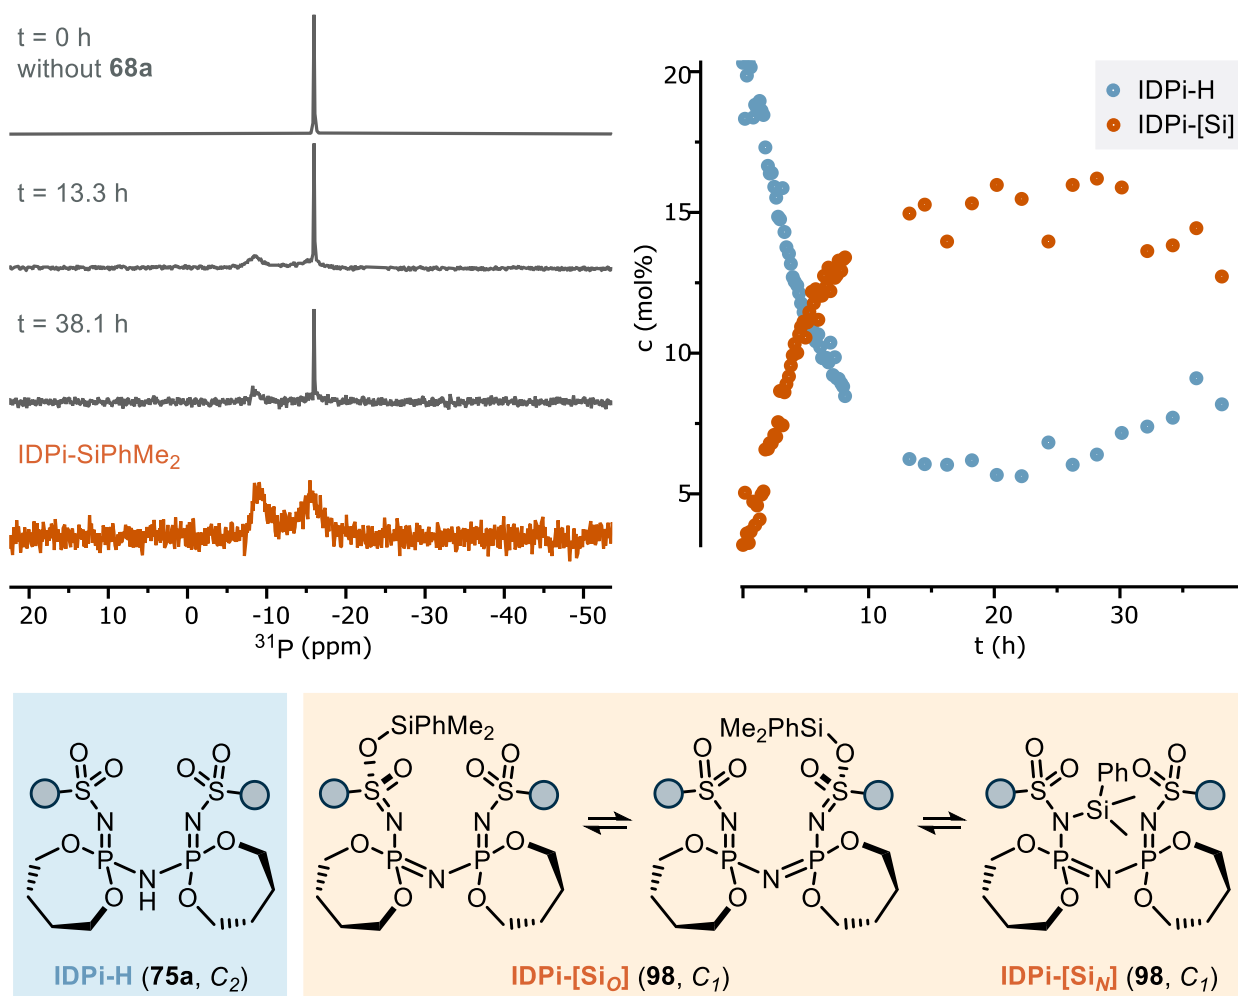 t = 0 h
without 68a
t = 13.3 h
t = 38.1 h
IDPi-SiPhMe₂
20 10 0 -10 -20 -30 -40 -50
³¹P (ppm)
IDPi-H
IDPi-[Si]
20
15
10
5
c (mol%)
10 20 30
t (h)
O O S N P O O N H P N S O O O O
IDPi-H (75a, C₂)
SiPhMe₂
O S O N P O O N P N S O O O O
Me₂PhSi
O O S N P O O N P N S O O O O
IDPi-[Si_O] (98, C₁)
Ph
O O S N Si P O O N P N S O O O O
IDPi-[Si_N] (98, C₁)